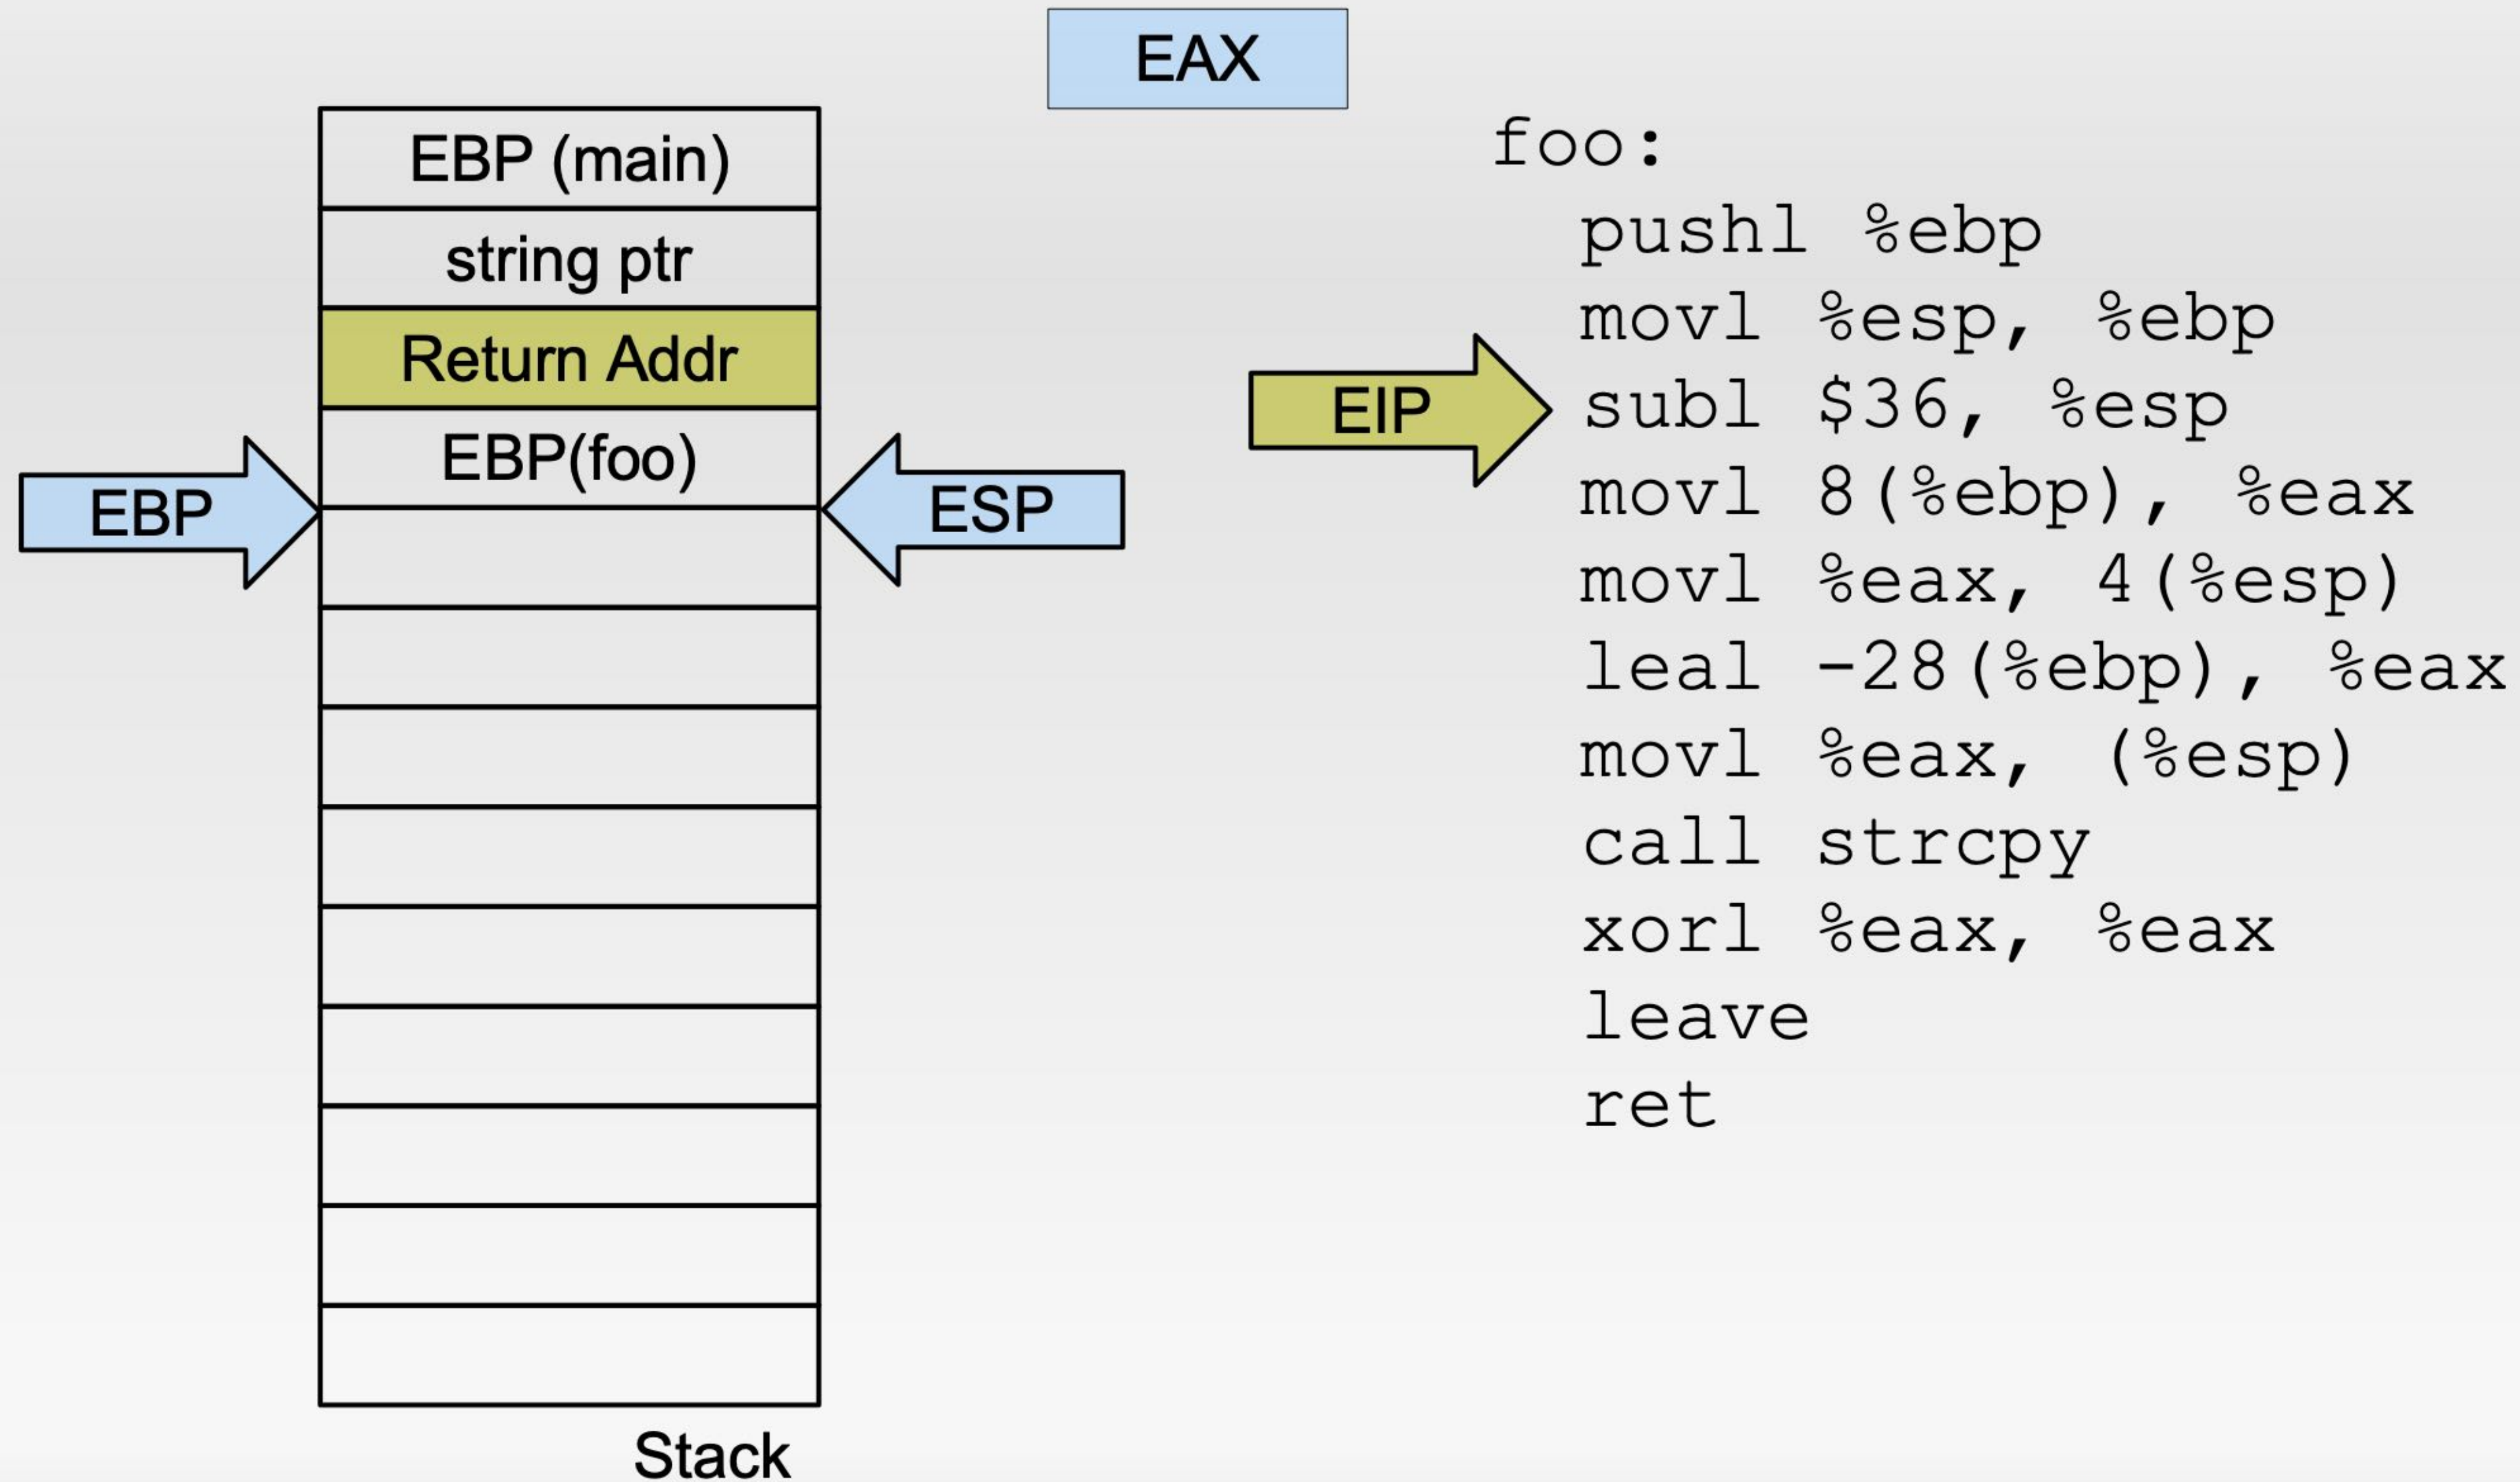 EAX
EBP (main)
string ptr
Return Addr
EBP(foo)
EBP
ESP
Stack
EIP
foo:
pushl %ebp
movl %esp, %ebp
subl $36, %esp
movl 8(%ebp), %eax
movl %eax, 4(%esp)
leal -28(%ebp), %eax
movl %eax, (%esp)
call strcpy
xorl %eax, %eax
leave
ret